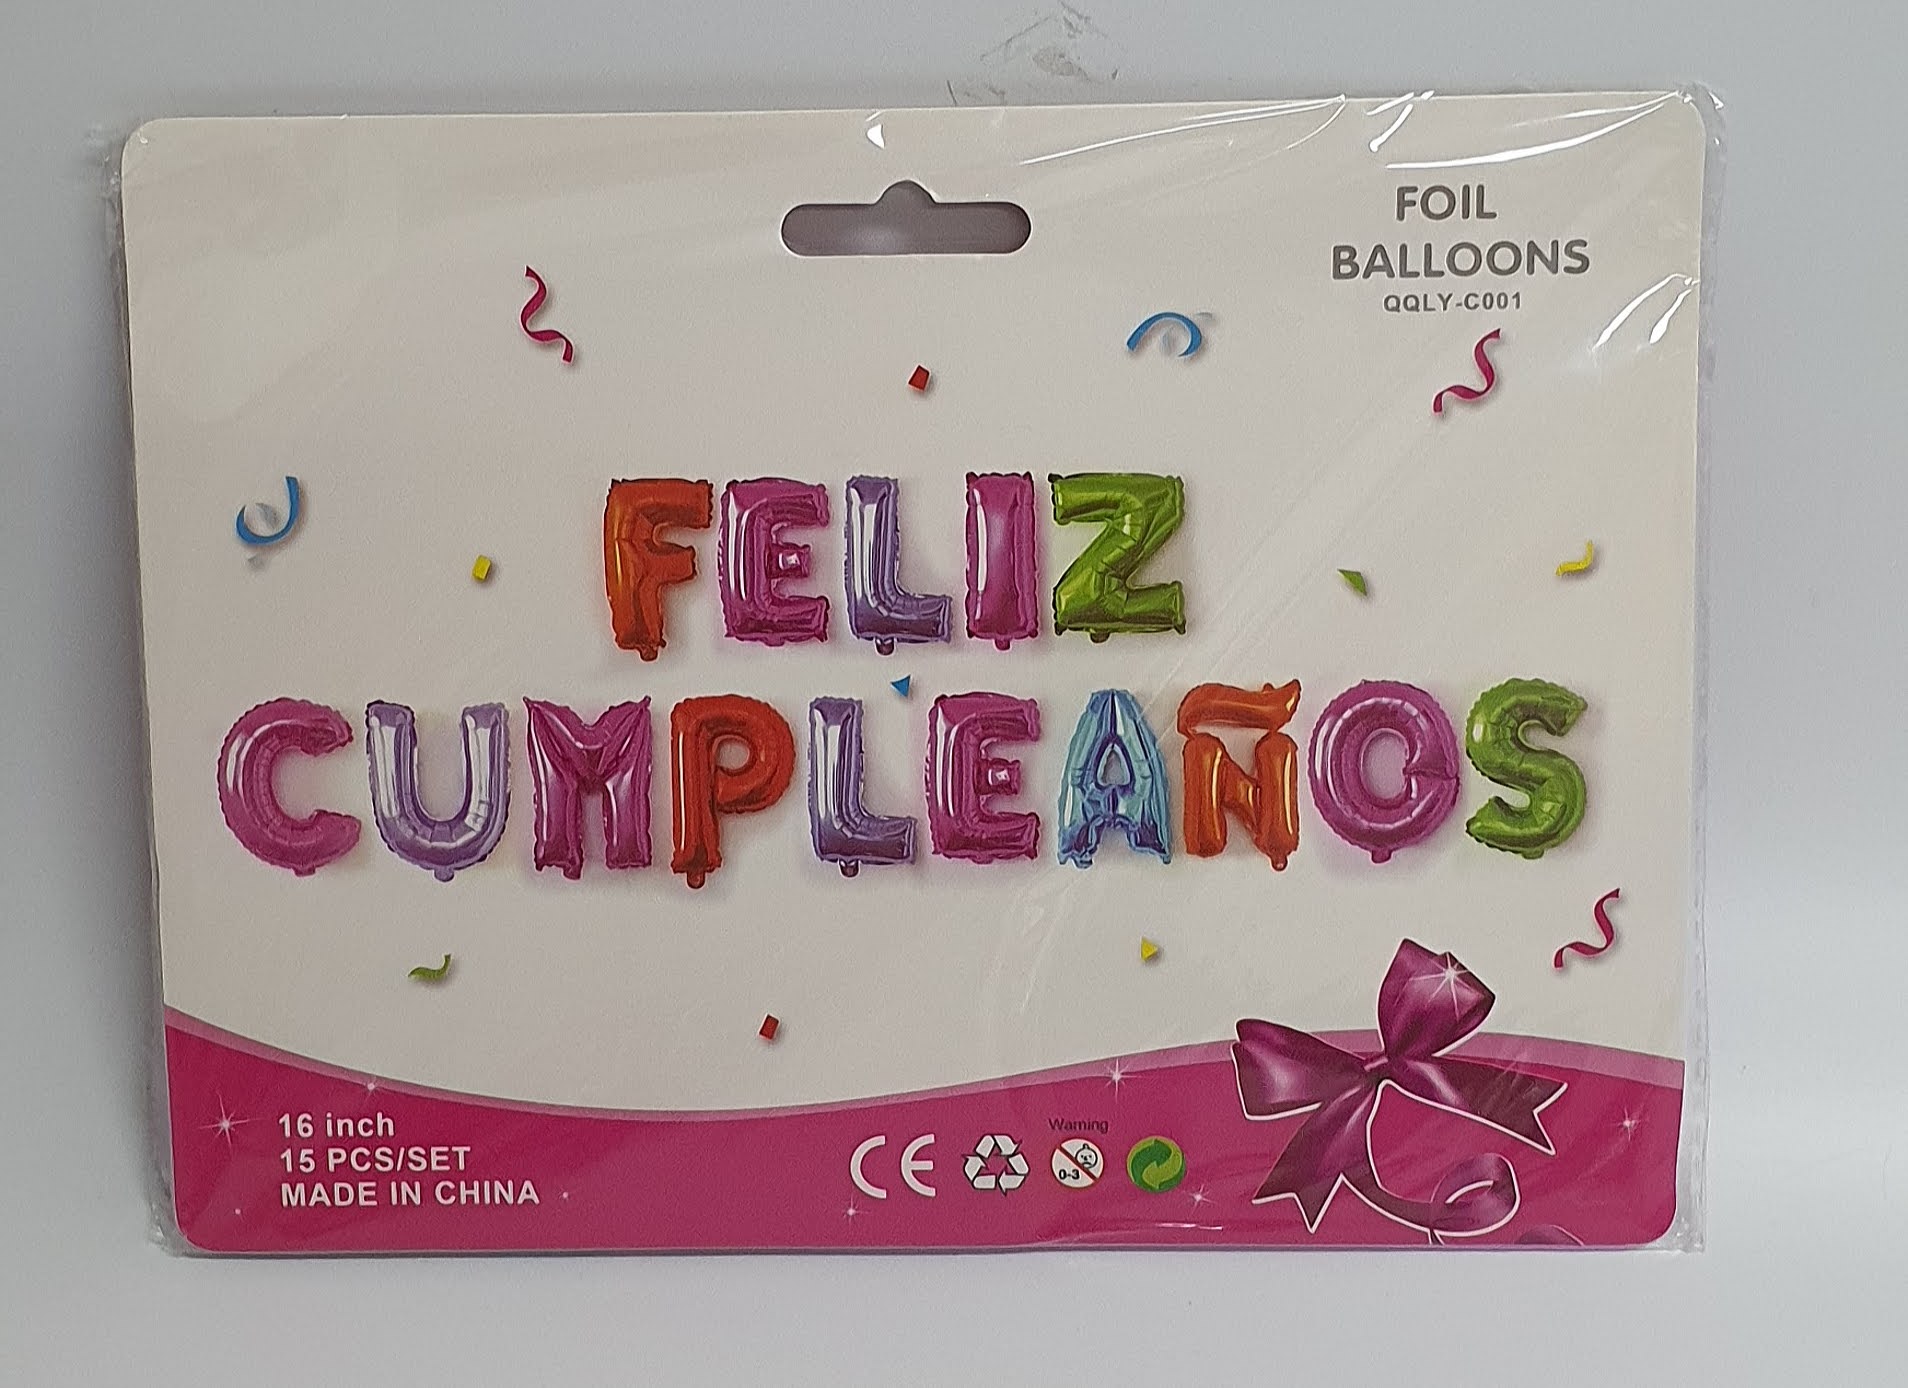 FOIL
BALLOONS
QQLY-C001
FELIZ
CUMPLEAÑOS
16 inch
15 PCS/SET
MADE IN CHINA
CE
Warning
0-3